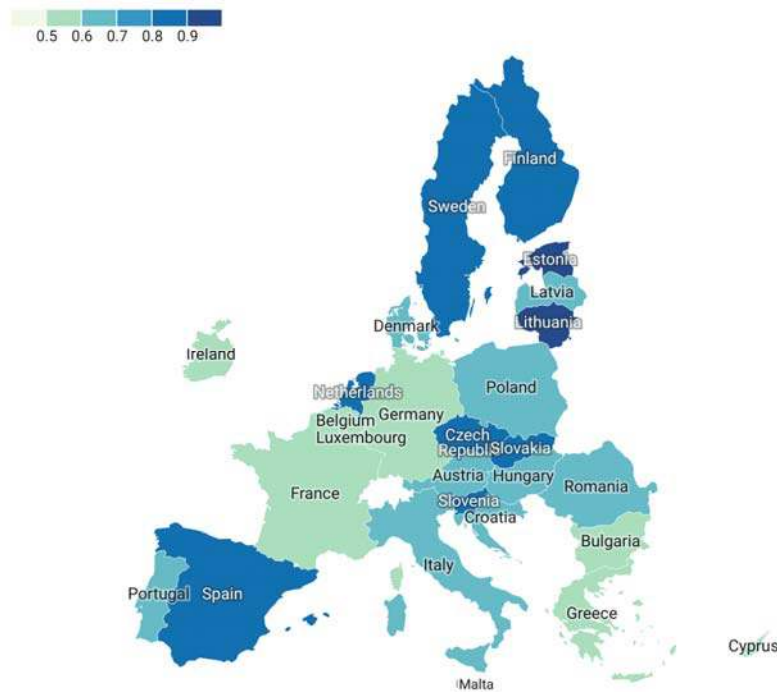 0.5 0.6 0.7 0.8 0.9
Finland
Sweden
Estonia
Latvia
Lithuania
Denmark
Ireland
Netherlands
Poland
Belgium
Germany
Luxembourg
Czech
Republic
Slovakia
Austria
Hungary
France
Romania
Slovenia
Croatia
Bulgaria
Italy
Portugal
Spain
Greece
Cyprus
Malta